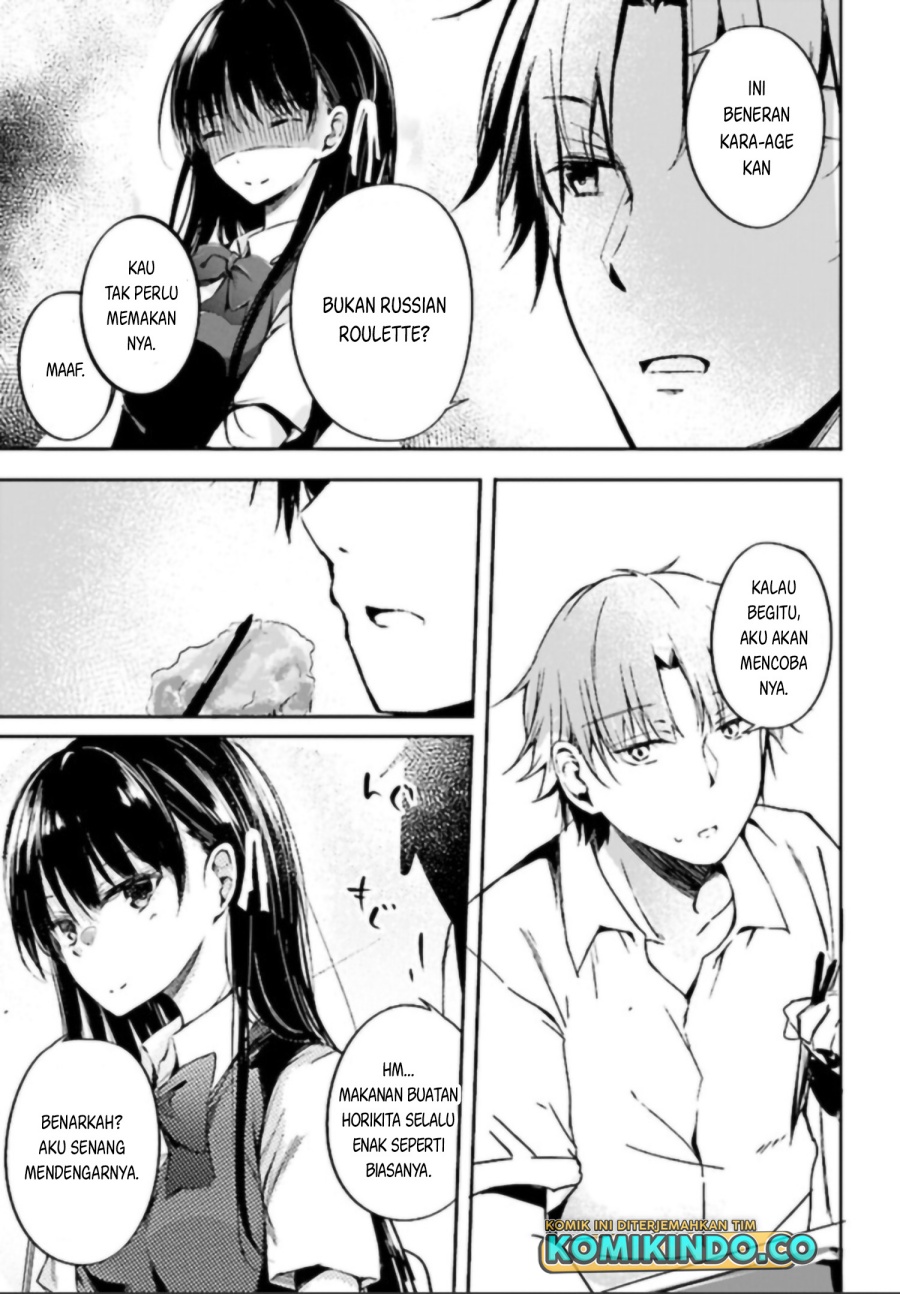 INI
BENERAN
KARA-AGE
KAN
BUKAN RUSSIAN
ROULETTE?
KAU
TAK PERLU
MEMAKAN
NYA.
MAAF.
KALAU
BEGITU,
AKU AKAN
MENCOBA
NYA.
もぐ
HM...
MAKANAN BUATAN
HORIKITA SELALU
ENAK SEPERTI
BIASANYA.
BENARKAH?
AKU SENANG
MENDENGARNYA.
KOMIK INI DITERJEMAHKAN TIM
KOMIKINDO.CO